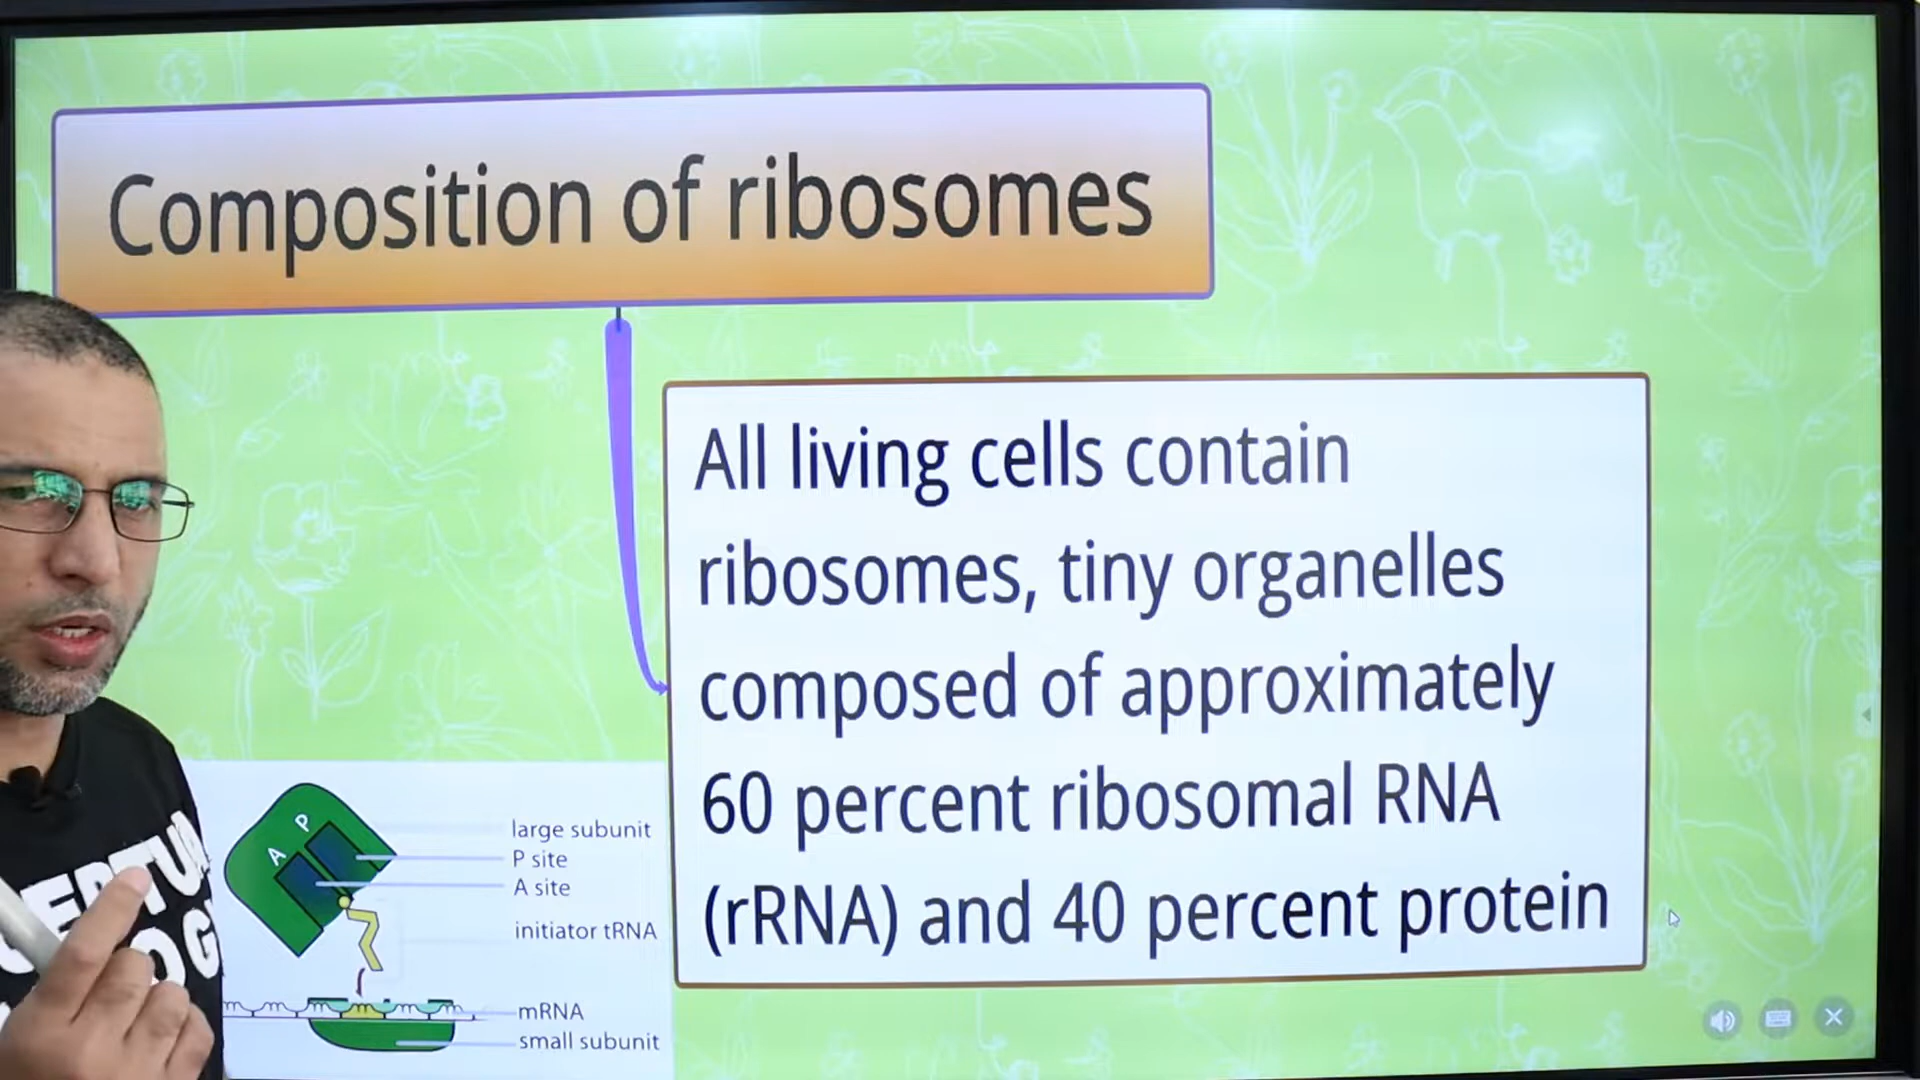 Composition of ribosomes
All living cells contain
ribosomes, tiny organelles
composed of approximately
60 percent ribosomal RNA
(rRNA) and 40 percent protein
P
A
large subunit
P site
A site
initiator tRNA
mRNA
small subunit